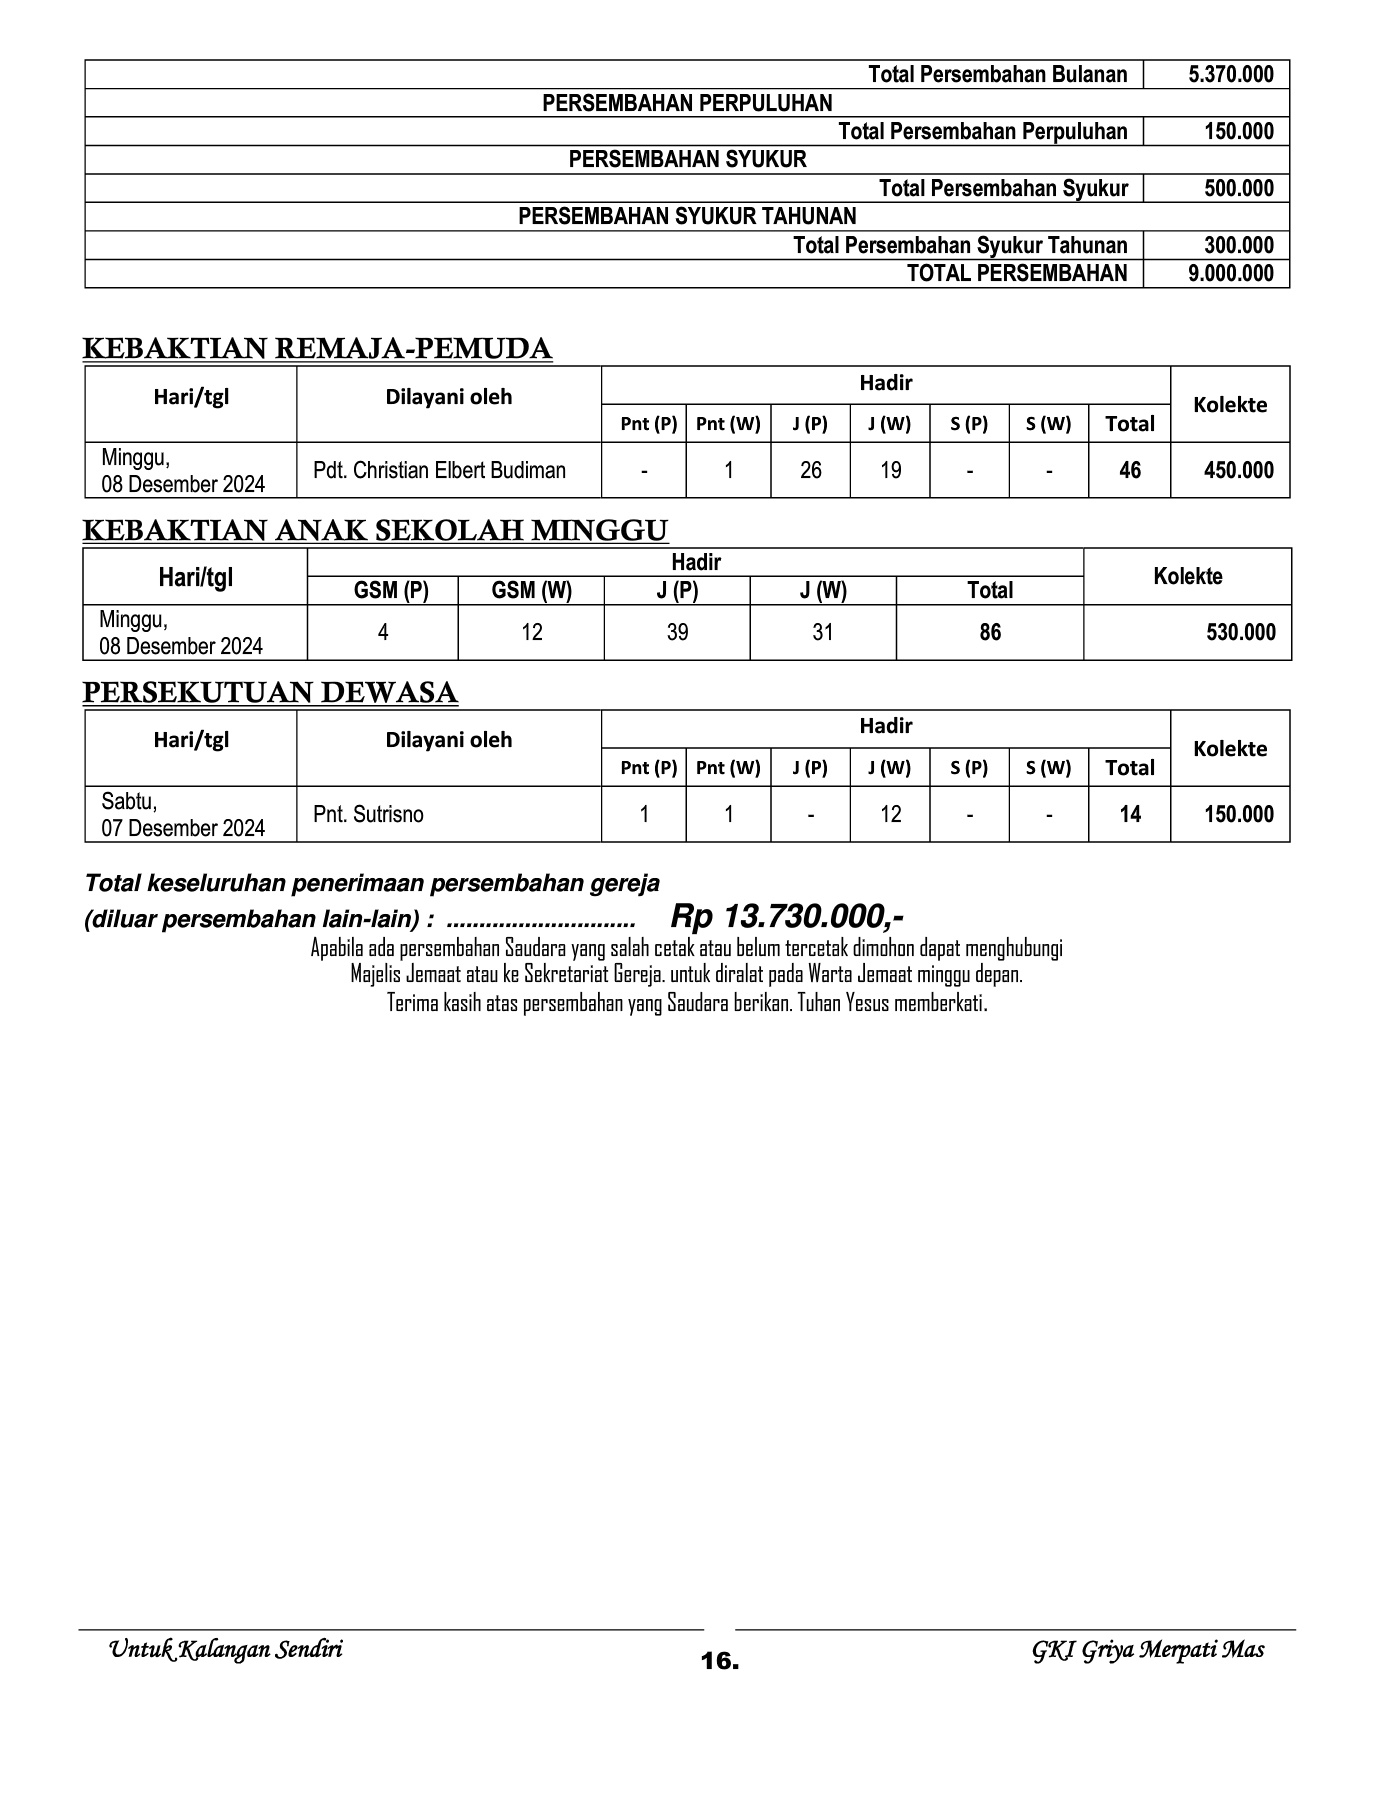 Total Persembahan Bulanan 5.370.000
PERSEMBAHAN PERPULUHAN
Total Persembahan Perpuluhan 150.000
PERSEMBAHAN SYUKUR
Total Persembahan Syukur 500.000
PERSEMBAHAN SYUKUR TAHUNAN
Total Persembahan Syukur Tahunan 300.000
TOTAL PERSEMBAHAN 9.000.000
KEBAKTIAN REMAJA-PEMUDA
Hari/tgl Dilayani oleh Hadir Kolekte
Pnt (P) Pnt (W) J (P) J (W) S (P) S (W) Total
Minggu,
08 Desember 2024 Pdt. Christian Elbert Budiman - 1 26 19 - - 46 450.000
KEBAKTIAN ANAK SEKOLAH MINGGU
Hari/tgl Hadir Kolekte
GSM (P) GSM (W) J (P) J (W) Total
Minggu,
08 Desember 2024 4 12 39 31 86 530.000
PERSEKUTUAN DEWASA
Hari/tgl Dilayani oleh Hadir Kolekte
Pnt (P) Pnt (W) J (P) J (W) S (P) S (W) Total
Sabtu,
07 Desember 2024 Pnt. Sutrisno 1 1 - 12 - - 14 150.000
Total keseluruhan penerimaan persembahan gereja
(diluar persembahan lain-lain) : ............................. Rp 13.730.000,-
Apabila ada persembahan Saudara yang salah cetak atau belum tercetak dimohon dapat menghubungi
Majelis Jemaat atau ke Sekretariat Gereja. untuk diralat pada Warta Jemaat minggu depan.
Terima kasih atas persembahan yang Saudara berikan. Tuhan Yesus memberkati.
Untuk Kalangan Sendiri 16. GKI Griya Merpati Mas